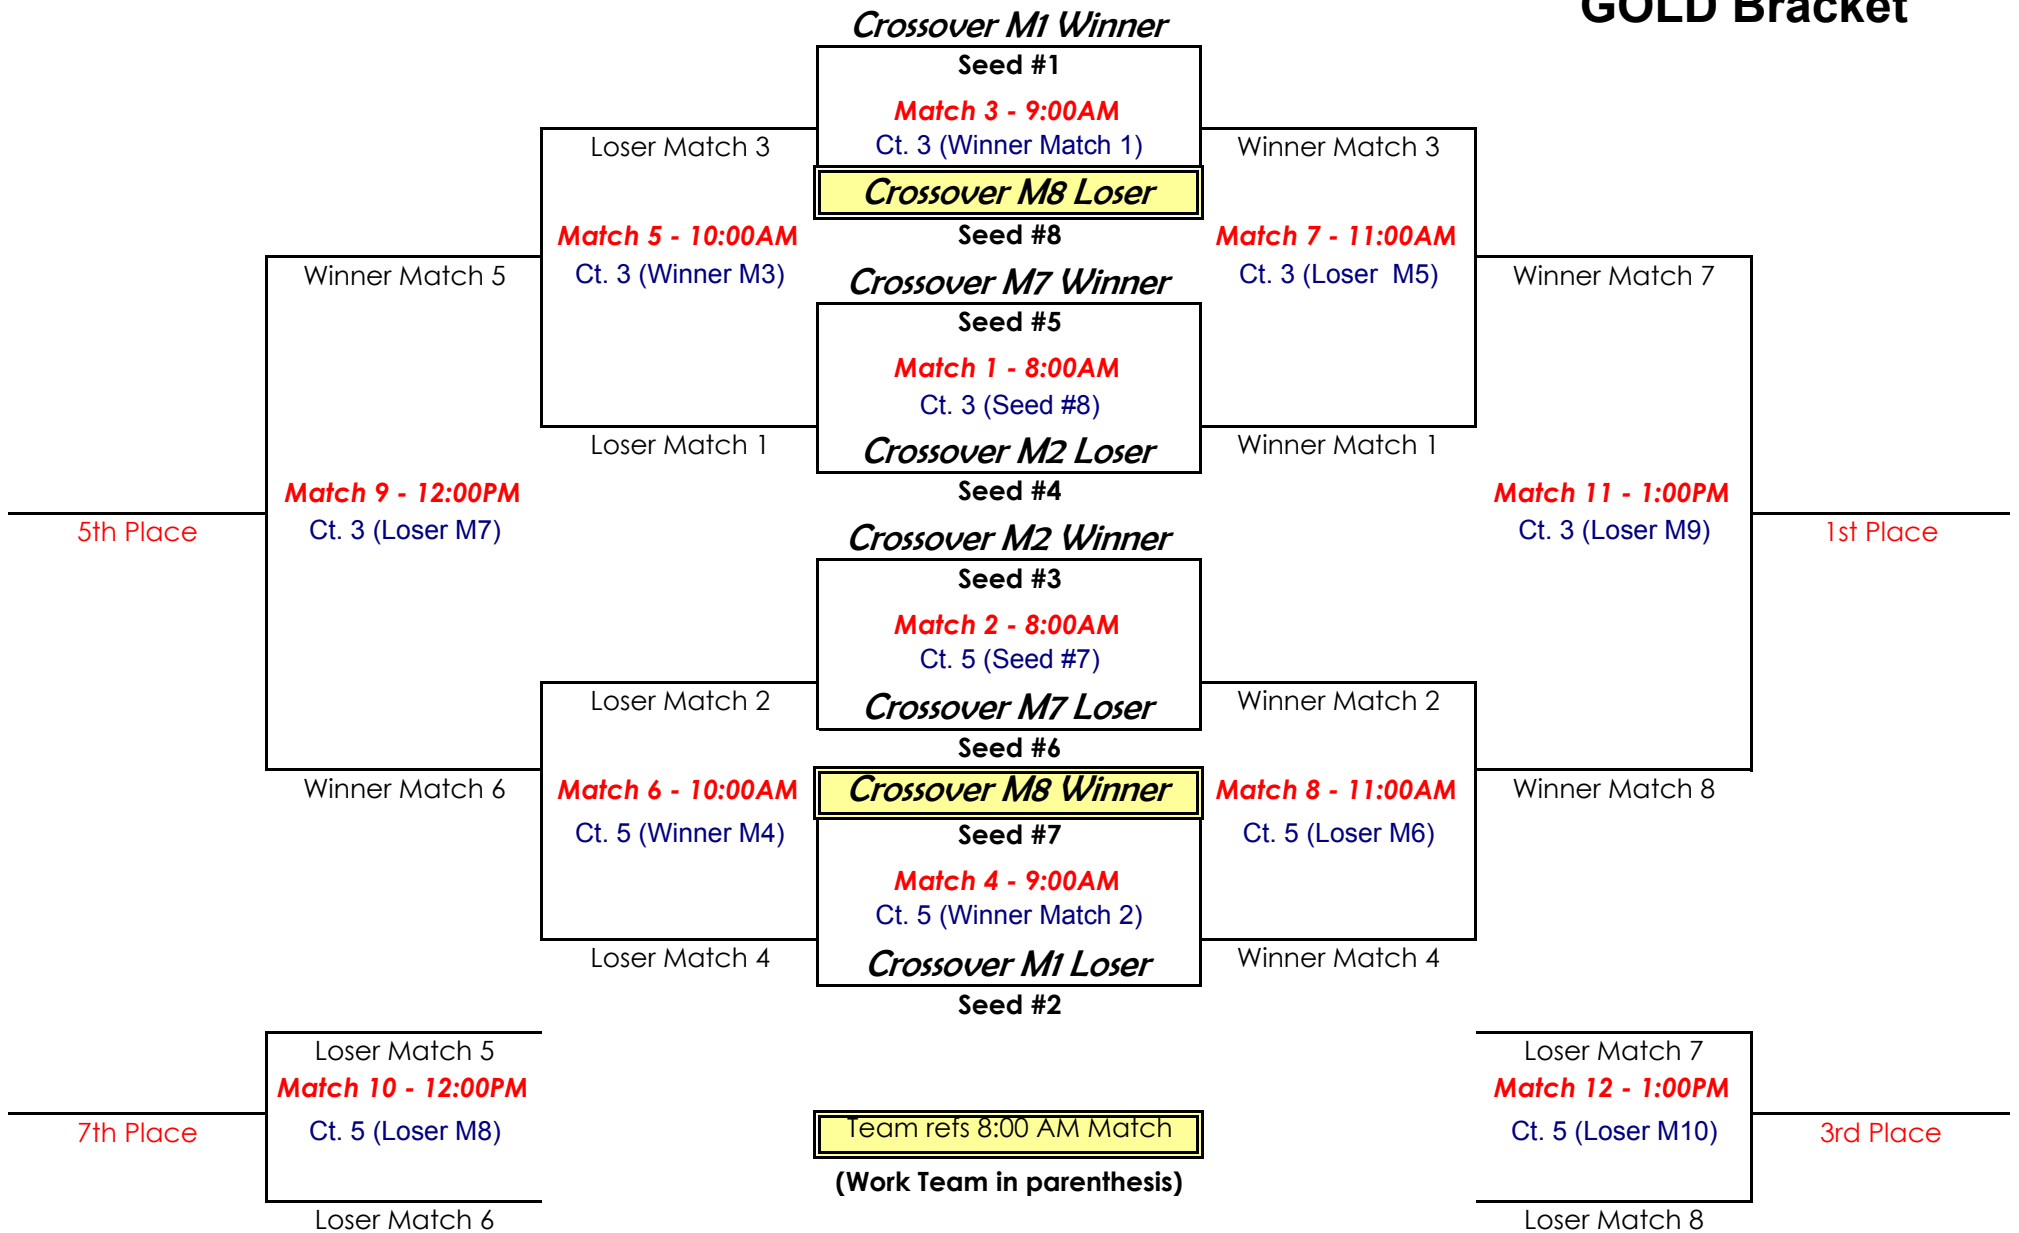 GOLD Bracket
Crossover M1 Winner
Seed #1
Match 3 - 9:00AM
Loser Match 3
Ct. 3 (Winner Match 1)
Winner Match 3
Crossover M8 Loser
Match 5 - 10:00AM
Seed #8
Match 7 - 11:00AM
Winner Match 5
Ct. 3 (Winner M3)
Crossover M7 Winner
Ct. 3 (Loser  M5)
Winner Match 7
Seed #5
Match 1 - 8:00AM
Ct. 3 (Seed #8)
Loser Match 1
Crossover M2 Loser
Winner Match 1
Match 9 - 12:00PM
Seed #4
Match 11 - 1:00PM
5th Place
Ct. 3 (Loser M7)
Crossover M2 Winner
Ct. 3 (Loser M9)
1st Place
Seed #3
Match 2 - 8:00AM
Ct. 5 (Seed #7)
Loser Match 2
Crossover M7 Loser
Winner Match 2
Seed #6
Winner Match 6
Match 6 - 10:00AM
Crossover M8 Winner
Match 8 - 11:00AM
Winner Match 8
Ct. 5 (Winner M4)
Seed #7
Ct. 5 (Loser M6)
Match 4 - 9:00AM
Ct. 5 (Winner Match 2)
Loser Match 4
Crossover M1 Loser
Winner Match 4
Seed #2
Loser Match 5
Loser Match 7
Match 10 - 12:00PM
Match 12 - 1:00PM
7th Place
Ct. 5 (Loser M8)
Team refs 8:00 AM Match
Ct. 5 (Loser M10)
3rd Place
(Work Team in parenthesis)
Loser Match 6
Loser Match 8